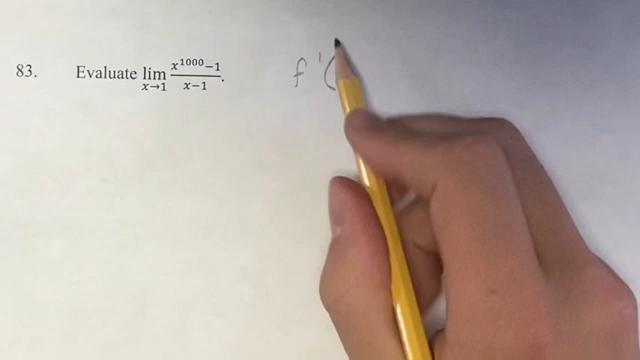 83. Evaluate lim x→1 x^1000−1 / x−1. f'(